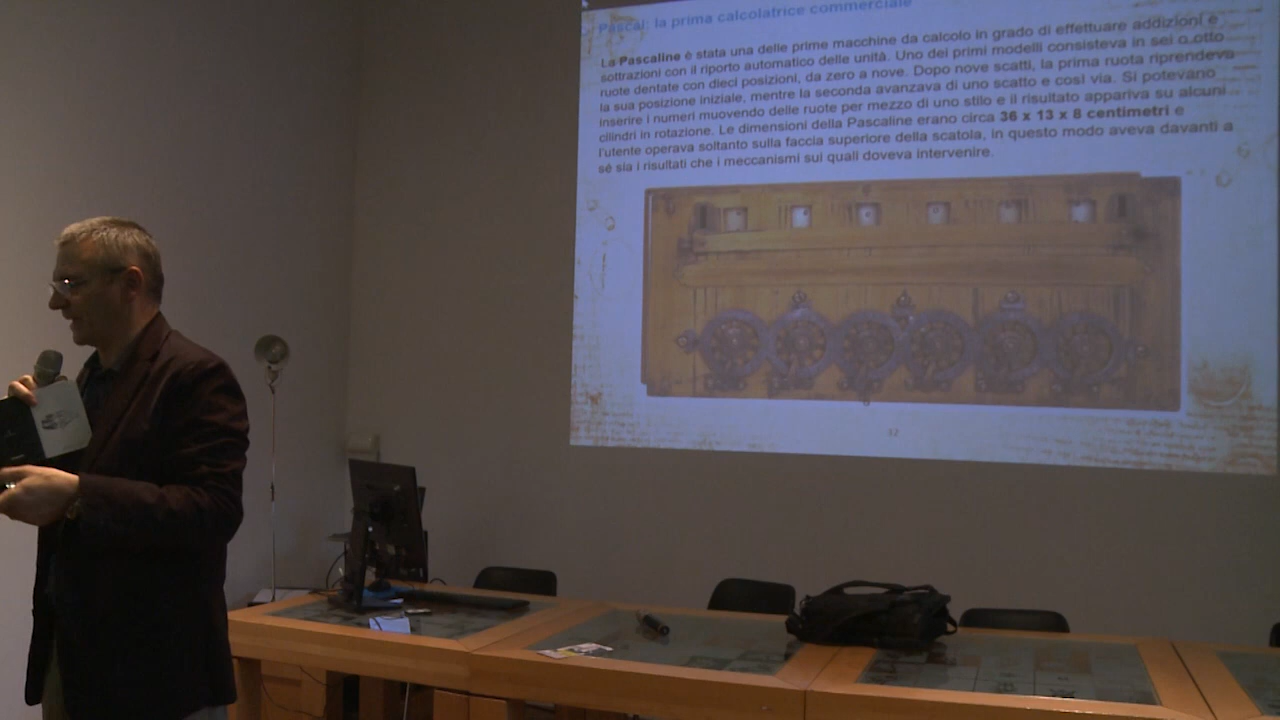 Pascal: la prima calcolatrice commerciale
La Pascaline è stata una delle prime macchine da calcolo in grado di effettuare addizioni e
sottrazioni con il riporto automatico delle unità. Uno dei primi modelli consisteva in sei o otto
ruote dentate con dieci posizioni, da zero a nove. Dopo nove scatti, la prima ruota riprendeva
la sua posizione iniziale, mentre la seconda avanzava di uno scatto e così via. Si potevano
inserire i numeri muovendo delle ruote per mezzo di uno stilo e il risultato appariva su alcuni
cilindri in rotazione. Le dimensioni della Pascaline erano circa 36 x 13 x 8 centimetri e
l'utente operava soltanto sulla faccia superiore della scatola, in questo modo aveva davanti a
sé sia i risultati che i meccanismi sui quali doveva intervenire.
12